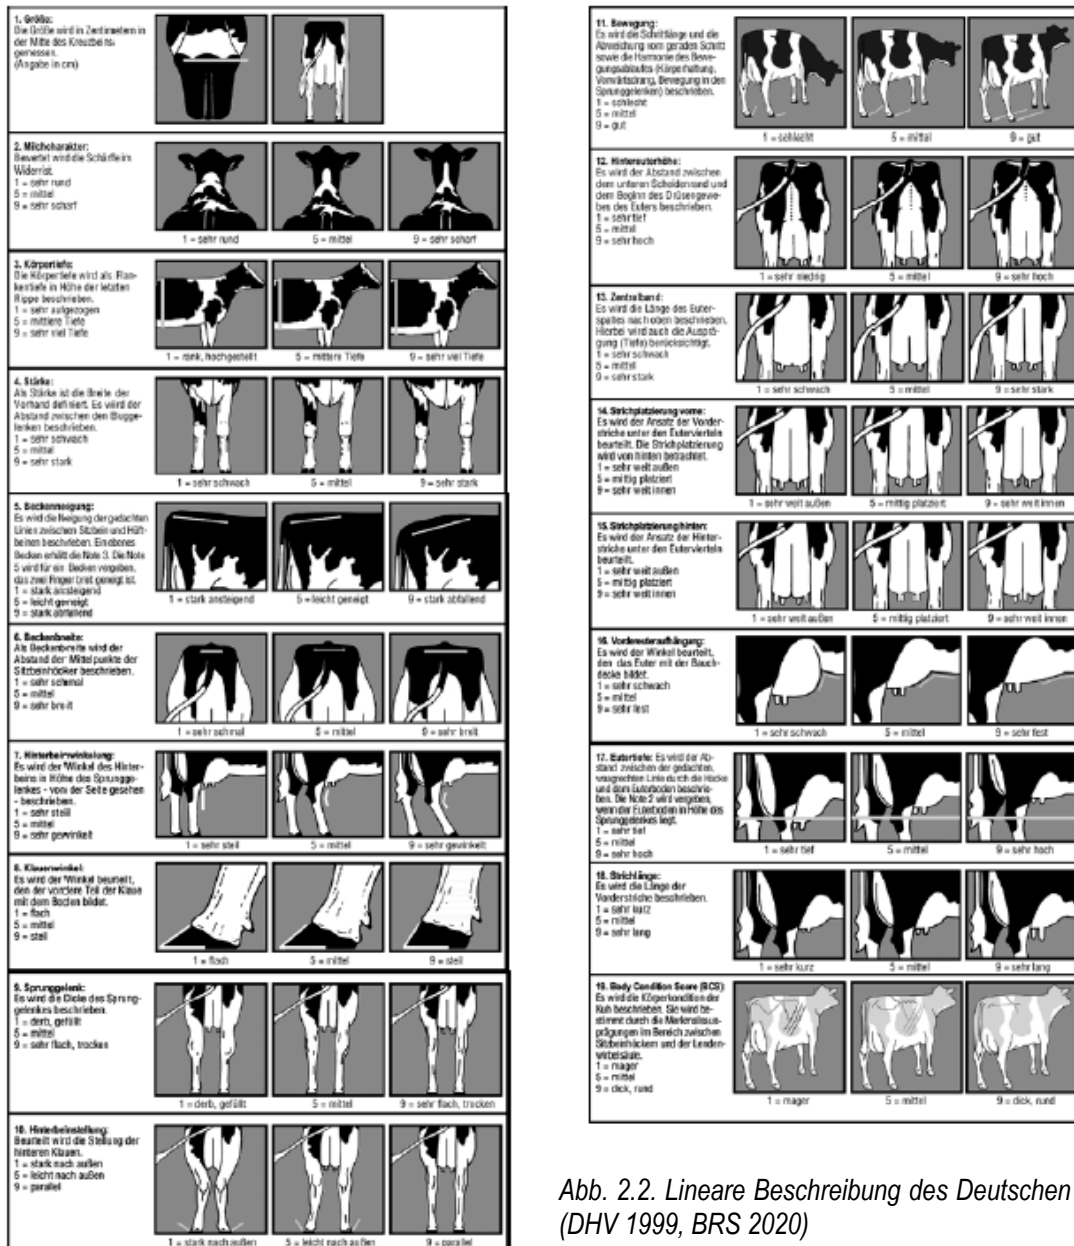 1. Größe:
Die Größe wird in Zentimetern in
der Mitte des Kreuzbeins
gemessen.
(Angabe in cm)
2. Milchcharakter:
Bewertet wird die Schärfe im
Widerrist.
1 = sehr rund
5 = mittel
9 = sehr scharf
1 = sehr rund
5 = mittel
9 = sehr scharf
3. Körpertiefe:
Die Körpertiefe wird als Flan-
kentiefe in Höhe der letzten
Rippe beschrieben.
1 = sehr aufgezogen
5 = mittlere Tiefe
9 = sehr viel Tiefe
1 = rank, hochgestellt
5 = mittlere Tiefe
9 = sehr viel Tiefe
4. Stärke:
Als Stärke ist die Breite der
Vorhand definiert. Es wird der
Abstand zwischen den Bugge-
lenken beschrieben.
1 = sehr schwach
5 = mittel
9 = sehr stark
1 = sehr schwach
5 = mittel
9 = sehr stark
5. Beckenneigung:
Es wird die Neigung der gedachten
Linien zwischen Sitzbein und Hüft-
beinen beschrieben. Ein ebenes
Becken erhält die Note 3. Die Note
5 wird für ein Becken vergeben,
das zwei Finger breit geneigt ist.
1 = stark ansteigend
5 = leicht geneigt
9 = stark abfallend
1 = stark ansteigend
5 = leicht geneigt
9 = stark abfallend
6. Beckenbreite:
Als Beckenbreite wird der
Abstand der Mittelpunkte der
Sitzbeinhöcker beschrieben.
1 = sehr schmal
5 = mittel
9 = sehr breit
1 = sehr schmal
5 = mittel
9 = sehr breit
7. Hinterbeinwinkelung:
Es wird der Winkel des Hinter-
beins in Höhe des Sprungge-
lenkes - von der Seite gesehen
- beschrieben.
1 = sehr steil
5 = mittel
9 = sehr gewinkelt
1 = sehr steil
5 = mittel
9 = sehr gewinkelt
8. Klauenwinkel:
Es wird der Winkel beurteilt,
den der vordere Teil der Klaue
mit dem Boden bildet.
1 = flach
5 = mittel
9 = steil
1 = flach
5 = mittel
9 = steil
9. Sprunggelenk:
Es wird die Dicke des Sprung-
gelenkes beschrieben.
1 = derb, gefüllt
5 = mittel
9 = sehr flach, trocken
1 = derb, gefüllt
5 = mittel
9 = sehr flach, trocken
10. Hinterbeinstellung:
Beurteilt wird die Stellung der
hinteren Klauen.
1 = stark nach außen
5 = leicht nach außen
9 = parallel
1 = stark nach außen
5 = leicht nach außen
9 = parallel
11. Bewegung:
Es wird die Schrittlänge und die
Abweichung vom geraden Schritt
sowie die Harmonie des Bewe-
gungsablaufes (Körperhaltung,
Vorwärtsdrang, Bewegung in den
Sprunggelenken) beschrieben.
1 = schlecht
5 = mittel
9 = gut
1 = schlecht
5 = mittel
9 = gut
12. Hintereuterhöhe:
Es wird der Abstand zwischen
dem unteren Scheidenrand und
dem Beginn des Drüsengewe-
bes des Euters beschrieben.
1 = sehr tief
5 = mittel
9 = sehr hoch
1 = sehr niedrig
5 = mittel
9 = sehr hoch
13. Zentralband:
Es wird die Länge des Euter-
spaltes nach oben beschrieben.
Hierbei wird auch die Ausprä-
gung (Tiefe) berücksichtigt.
1 = sehr schwach
5 = mittel
9 = sehr stark
1 = sehr schwach
5 = mittel
9 = sehr stark
14. Strichplatzierung vorne:
Es wird der Ansatz der Vorder-
striche unter den Eutervierteln
beurteilt. Die Strichplatzierung
wird von hinten betrachtet.
1 = sehr weit außen
5 = mittig platziert
9 = sehr weit innen
1 = sehr weit außen
5 = mittig platziert
9 = sehr weit innen
15. Strichplatzierung hinten:
Es wird der Ansatz der Hinter-
striche unter den Eutervierteln
beurteilt.
1 = sehr weit außen
5 = mittig platziert
9 = sehr weit innen
1 = sehr weit außen
5 = mittig platziert
9 = sehr weit innen
16. Vordereuteraufhängung:
Es wird der Winkel beurteilt,
den das Euter mit der Bauch-
decke bildet.
1 = sehr schwach
5 = mittel
9 = sehr fest
1 = sehr schwach
5 = mittel
9 = sehr fest
17. Eutertiefe: Es wird der Ab-
stand zwischen der gedachten,
waagrechten Linie durch die Hacke
und dem Euterboden beschrie-
ben. Die Note 2 wird vergeben,
wenn der Euterboden in Höhe des
Sprunggelenkes liegt.
1 = sehr tief
5 = mittel
9 = sehr hoch
1 = sehr tief
5 = mittel
9 = sehr hoch
18. Strichlänge:
Es wird die Länge der
Vorderstriche beschrieben.
1 = sehr kurz
5 = mittel
9 = sehr lang
1 = sehr kurz
5 = mittel
9 = sehr lang
19. Body Condition Score (BCS):
Es wird die Körperkondition der
Kuh beschrieben. Sie wird be-
stimmt durch die Merkmalsaus-
prägungen im Bereich zwischen
Sitzbeinhöckern und der Lenden-
wirbelsäule.
1 = mager
5 = mittel
9 = dick, rund
1 = mager
5 = mittel
9 = dick, rund
Abb. 2.2. Lineare Beschreibung des Deutschen
(DHV 1999, BRS 2020)